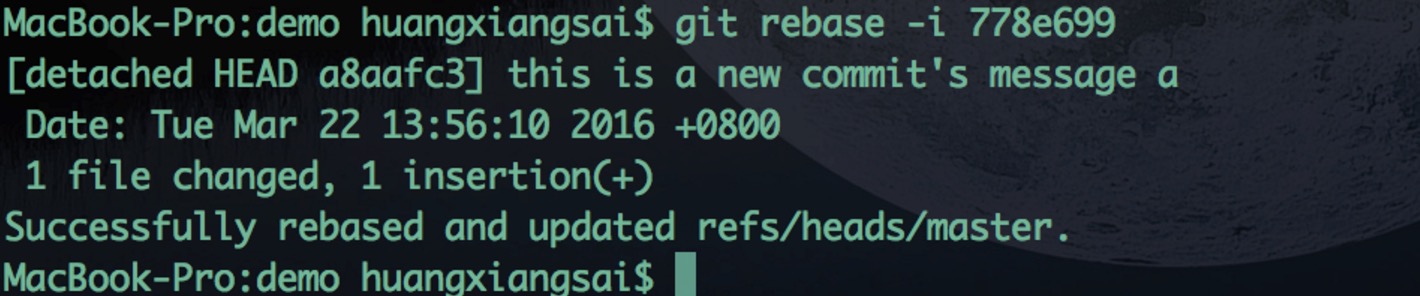 MacBook-Pro:demo huangxiangsai$ git rebase -i 778e699
[detached HEAD a8aafc3] this is a new commit's message a
 Date: Tue Mar 22 13:56:10 2016 +0800
 1 file changed, 1 insertion(+)
Successfully rebased and updated refs/heads/master.
MacBook-Pro:demo huangxiangsai$